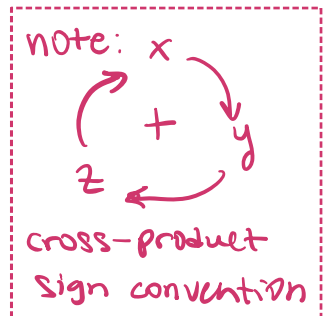 note: x
+
z y
cross-product
sign convention